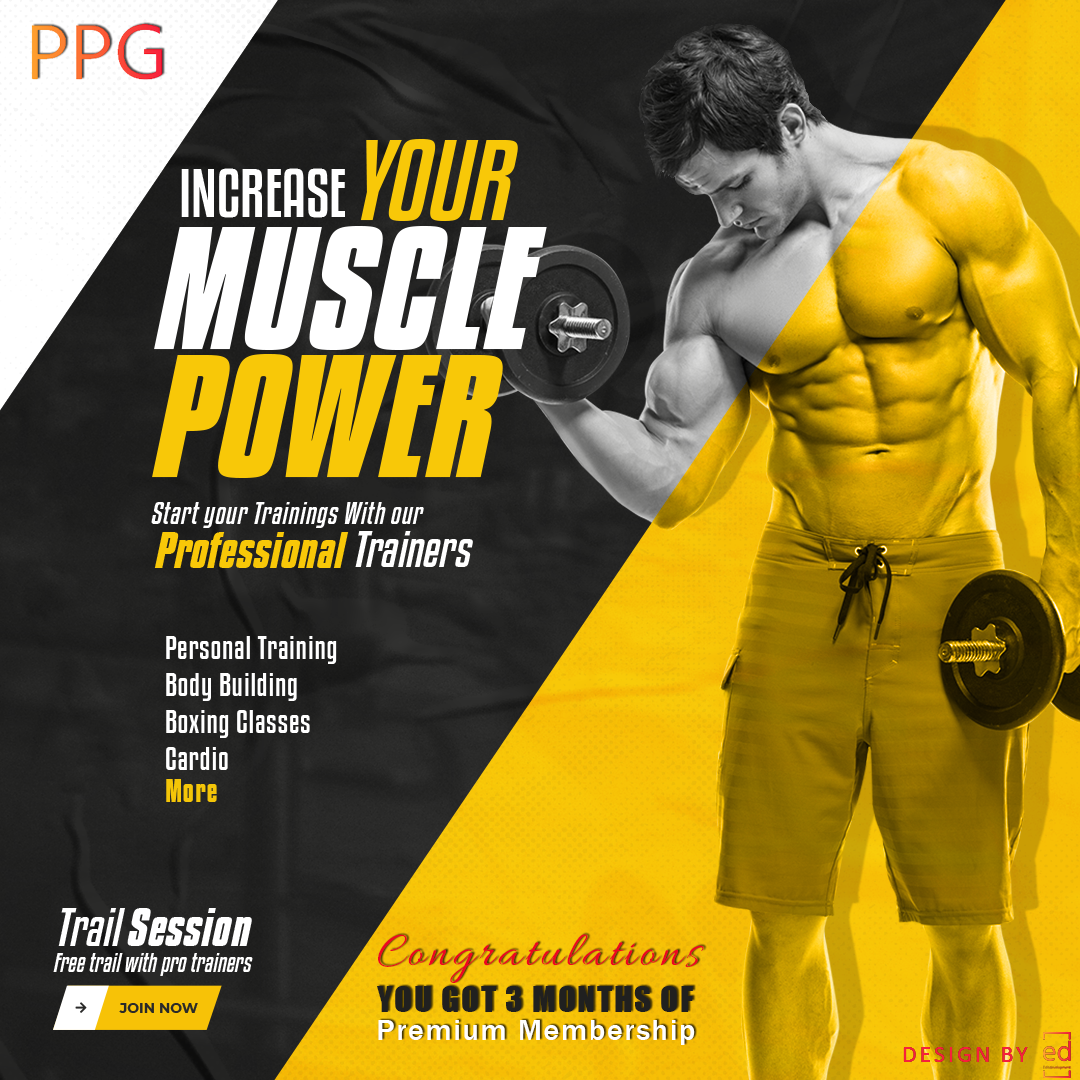 PPG
INCREASE YOUR
MUSCLE
POWER
Start your Trainings With our
Professional Trainers
Personal Training
Body Building
Boxing Classes
Cardio
More
Trail Session
Free trail with pro trainers
JOIN NOW
Congratulations
YOU GOT 3 MONTHS OF
Premium Membership
DESIGN BY ed